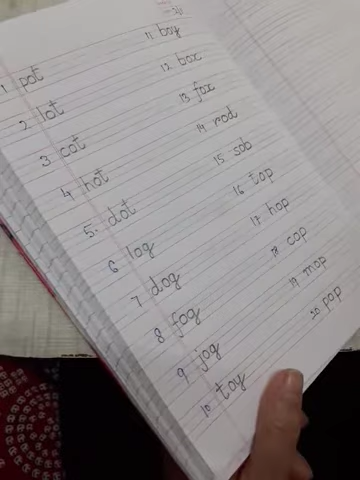 1 pot
2 lot
3 cot
4 hot
5. dot
6 log
7 dog
8 fog
9 jog
10 toy
11 boy
12 box
13 fox
14 rod
15 sob
16 top
17 hop
18 cop
19 mop
20 pop